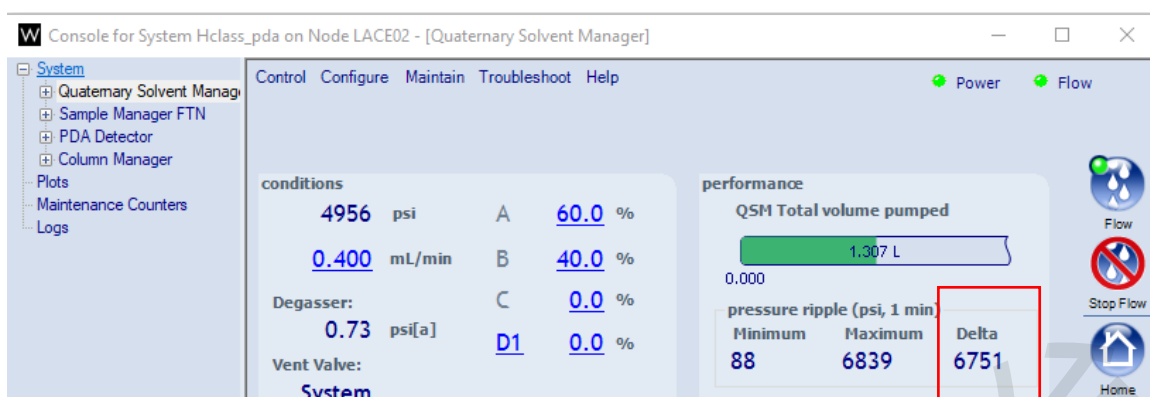 W Console for System Hclass_pda on Node LACE02 - [Quaternary Solvent Manager]
System
Quaternary Solvent Manag
Sample Manager FTN
PDA Detector
Column Manager
Plots
Maintenance Counters
Logs
Control Configure Maintain Troubleshoot Help
Power Flow
conditions
4956 psi A 60.0 %
0.400 mL/min B 40.0 %
Degasser: C 0.0 %
0.73 psi[a] D1 0.0 %
Vent Valve:
System
performance
QSM Total volume pumped
1.307 L
0.000
pressure ripple (psi, 1 min)
Minimum Maximum Delta
88 6839 6751
Flow
Stop Flow
Home